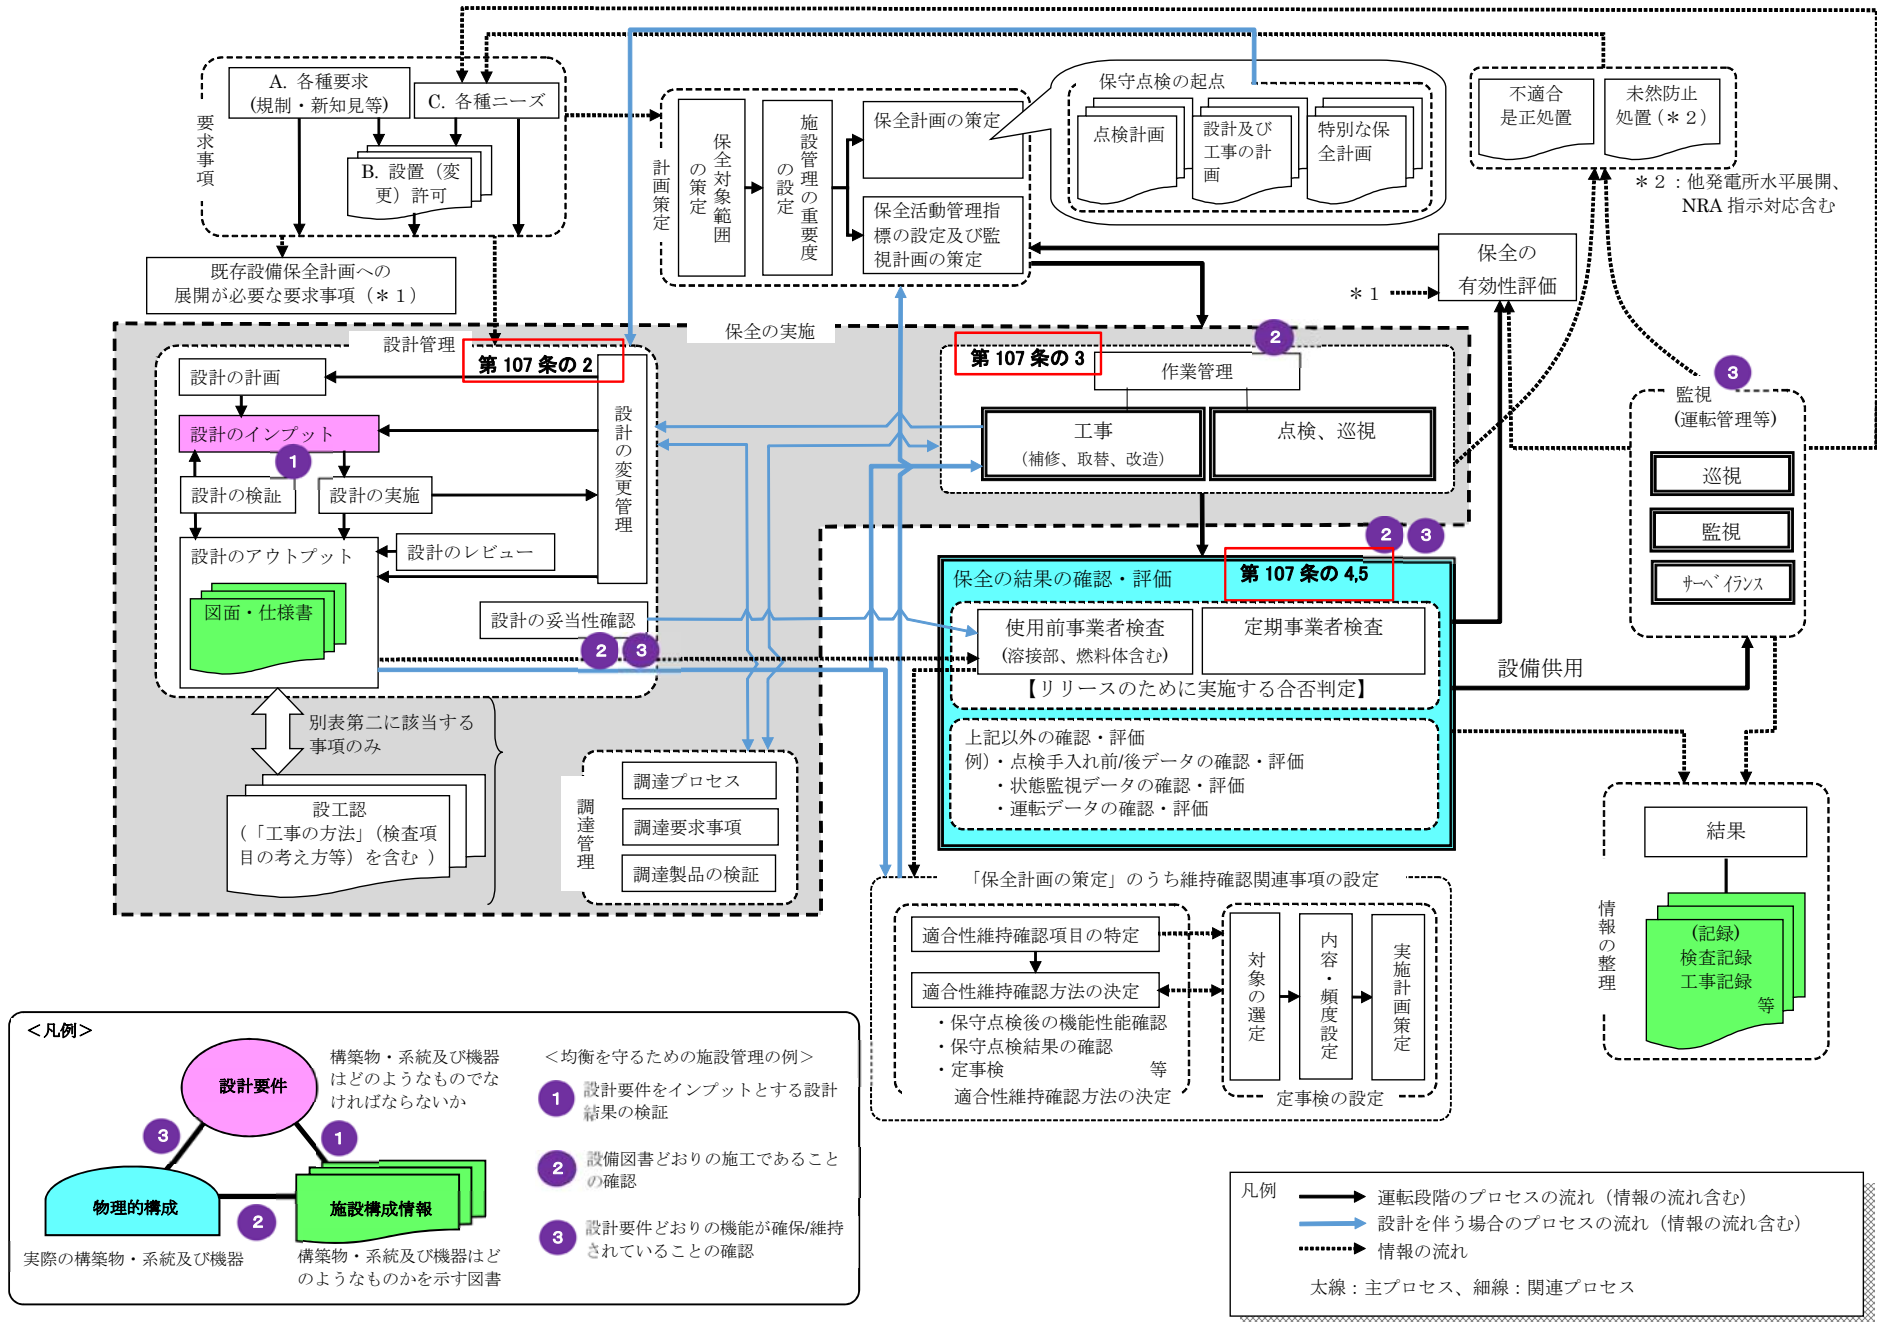 A. 各種要求
(規制・新知見等)
C. 各種ニーズ
要求事項
B. 設置（変
更）許可
既存設備保全計画への
展開が必要な要求事項（＊１）
計画策定
保全対象範囲
の策定
施設管理の重要度
の設定
保全計画の策定
保全活動管理指
標の設定及び監
視計画の策定
保守点検の起点
点検計画
設計及び
工事の計
画
特別な保
全計画
不適合
是正処置
未然防止
処置（＊２）
＊２：他発電所水平展開、
NRA 指示対応含む
保全の
有効性評価
＊１
保全の実施
設計管理
第 107 条の 2
設計の計画
設計のインプット
1
設計の検証
設計の実施
設計の変更管理
設計のアウトプット
設計のレビュー
図面・仕様書
設計の妥当性確認
2
3
別表第二に該当する
事項のみ
設工認
（「工事の方法」（検査項
目の考え方等）を含む ）
調達管理
調達プロセス
調達要求事項
調達製品の検証
第 107 条の 3
2
作業管理
工事
（補修、取替、改造）
点検、巡視
2
3
保全の結果の確認・評価
第 107 条の 4,5
使用前事業者検査
(溶接部、燃料体含む)
定期事業者検査
【リリースのために実施する合否判定】
上記以外の確認・評価
例）・点検手入れ前/後データの確認・評価
・状態監視データの確認・評価
・運転データの確認・評価
設備供用
3
監視
(運転管理等)
巡視
監視
ｻｰﾍﾞｲﾗﾝｽ
情報の整理
結果
(記録)
検査記録
工事記録
等
「保全計画の策定」のうち維持確認関連事項の設定
適合性維持確認項目の特定
適合性維持確認方法の決定
・保守点検後の機能性能確認
・保守点検結果の確認
・定事検 等
適合性維持確認方法の決定
対象の選定
内容・頻度設定
実施計画策定
定事検の設定
＜凡例＞
設計要件
構築物・系統及び機器
はどのようなものでな
ければならないか
3
1
物理的構成
2
施設構成情報
実際の構築物・系統及び機器
構築物・系統及び機器はど
のようなものかを示す図書
＜均衡を守るための施設管理の例＞
1
設計要件をインプットとする設計
結果の検証
2
設備図書どおりの施工であること
の確認
3
設計要件どおりの機能が確保/維持
されていることの確認
凡例
運転段階のプロセスの流れ（情報の流れ含む）
設計を伴う場合のプロセスの流れ（情報の流れ含む）
情報の流れ
太線：主プロセス、細線：関連プロセス